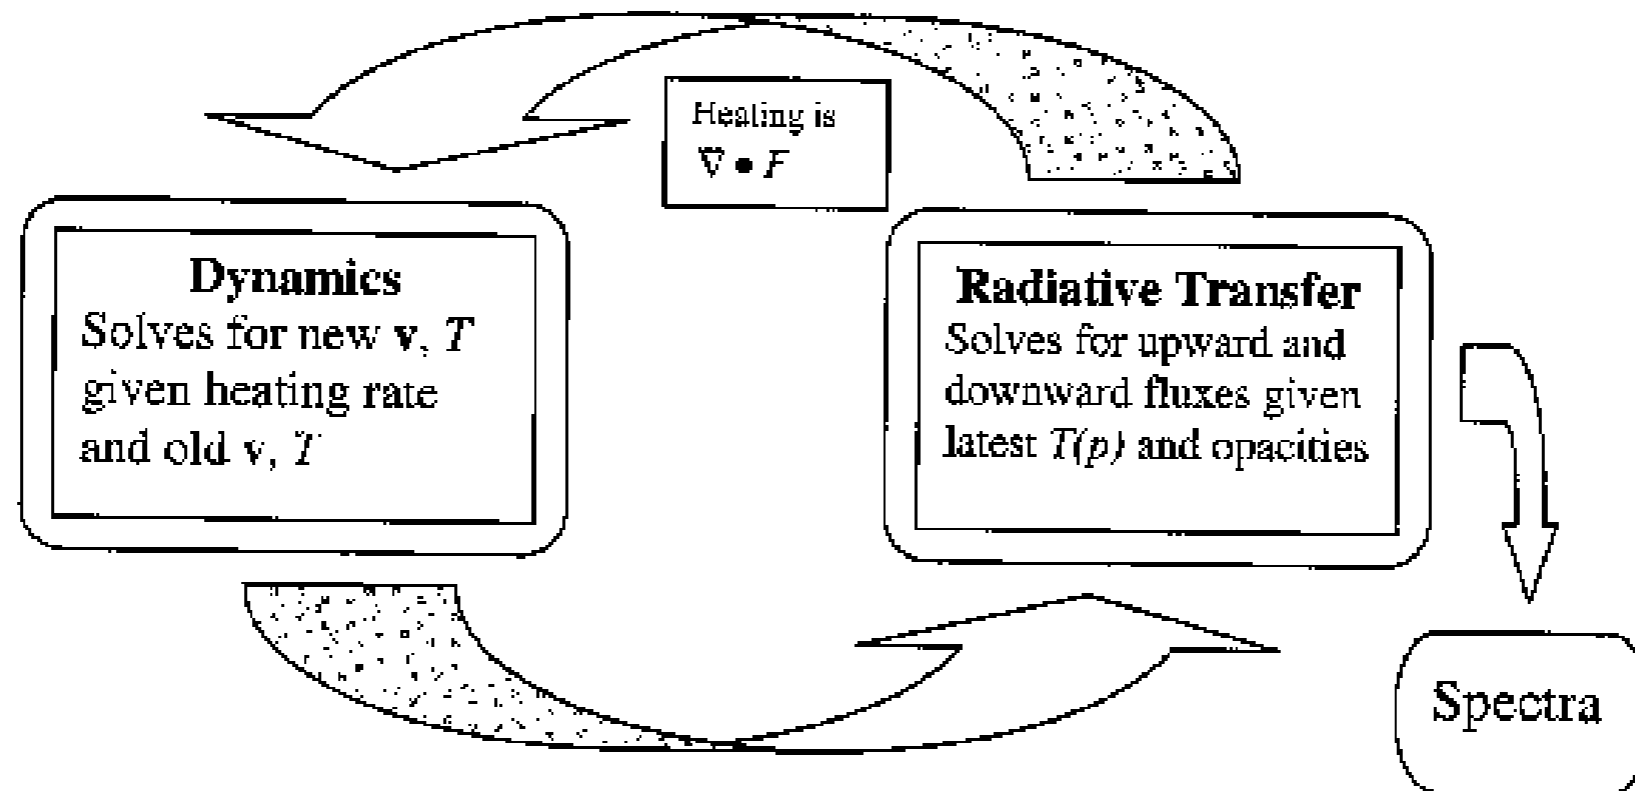 Heating is
∇ • F
Dynamics
Solves for new v, T
given heating rate
and old v, T
Radiative Transfer
Solves for upward and
downward fluxes given
latest T(p) and opacities
Spectra